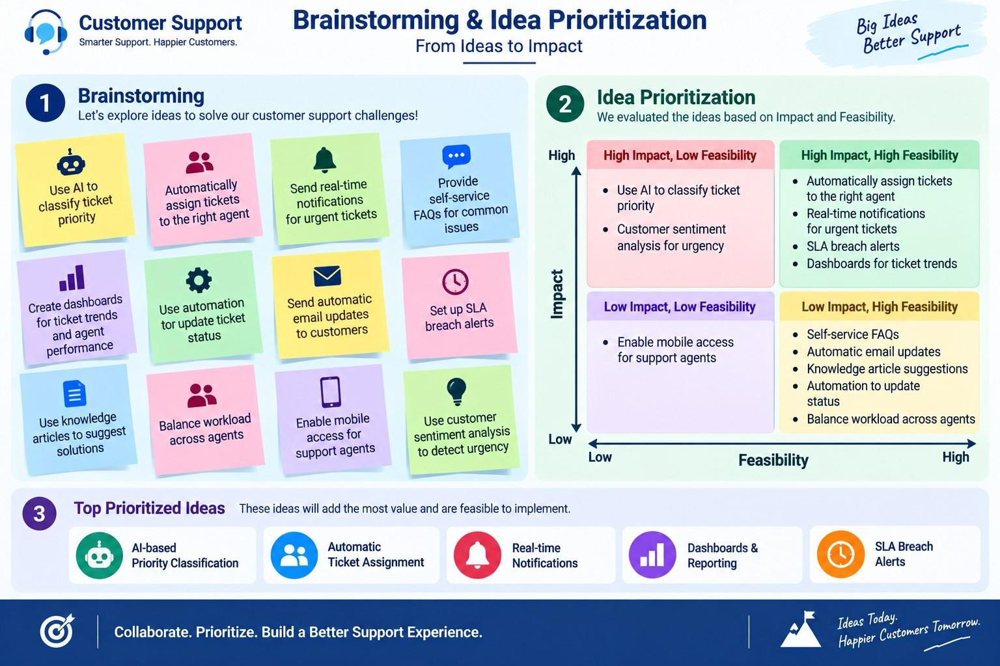 Customer Support
Smarter Support. Happier Customers.
Brainstorming & Idea Prioritization
From Ideas to Impact
Big Ideas
Better Support
1
Brainstorming
Let's explore ideas to solve our customer support challenges!
Use AI to
classify ticket
priority
Automatically
assign tickets
to the right agent
Send real-time
notifications
for urgent tickets
Provide
self-service
FAQs for common
issues
Create dashboards
for ticket trends
and agent
performance
Use automation
tor update ticket
status
Send automatic
email updates
to customers
Set up SLA
breach alerts
Use knowledge
articles to suggest
solutions
Balance workload
across agents
Enable mobile
access for
support agents
Use customer
sentiment analysis
to detect urgency
2
Idea Prioritization
We evaluated the ideas based on Impact and Feasibility.
High
Impact
Low
High Impact, Low Feasibility
• Use AI to classify ticket
priority
• Customer sentiment
analysis for urgency
High Impact, High Feasibility
• Automatically assign tickets
to the right agent
• Real-time notifications
for urgent tickets
• SLA breach alerts
• Dashboards for ticket trends
Low Impact, Low Feasibility
• Enable mobile access
for support agents
Low Impact, High Feasibility
• Self-service FAQs
• Automatic email updates
• Knowledge article suggestions
• Automation to update
status
• Balance workload across agents
Low
Feasibility
High
3
Top Prioritized Ideas
These ideas will add the most value and are feasible to implement.
AI-based
Priority Classification
Automatic
Ticket Assignment
Real-time
Notifications
Dashboards &
Reporting
SLA Breach
Alerts
Collaborate. Prioritize. Build a Better Support Experience.
Ideas Today.
Happier Customers Tomorrow.